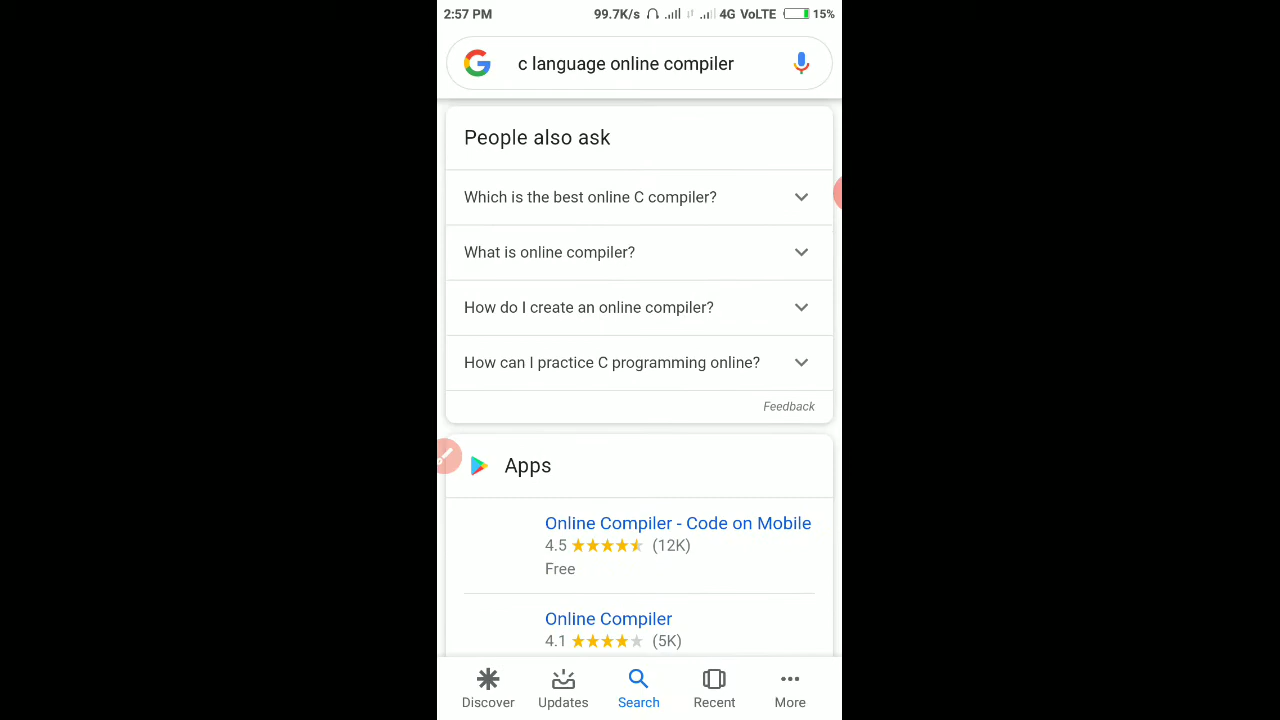 2:57 PM 99.7K/s 4G VoLTE 15%
c language online compiler
People also ask
Which is the best online C compiler?
What is online compiler?
How do I create an online compiler?
How can I practice C programming online?
Feedback
Apps
Online Compiler - Code on Mobile
4.5 ★★★★★ (12K)
Free
Online Compiler
4.1 ★★★★★ (5K)
Discover Updates Search Recent More